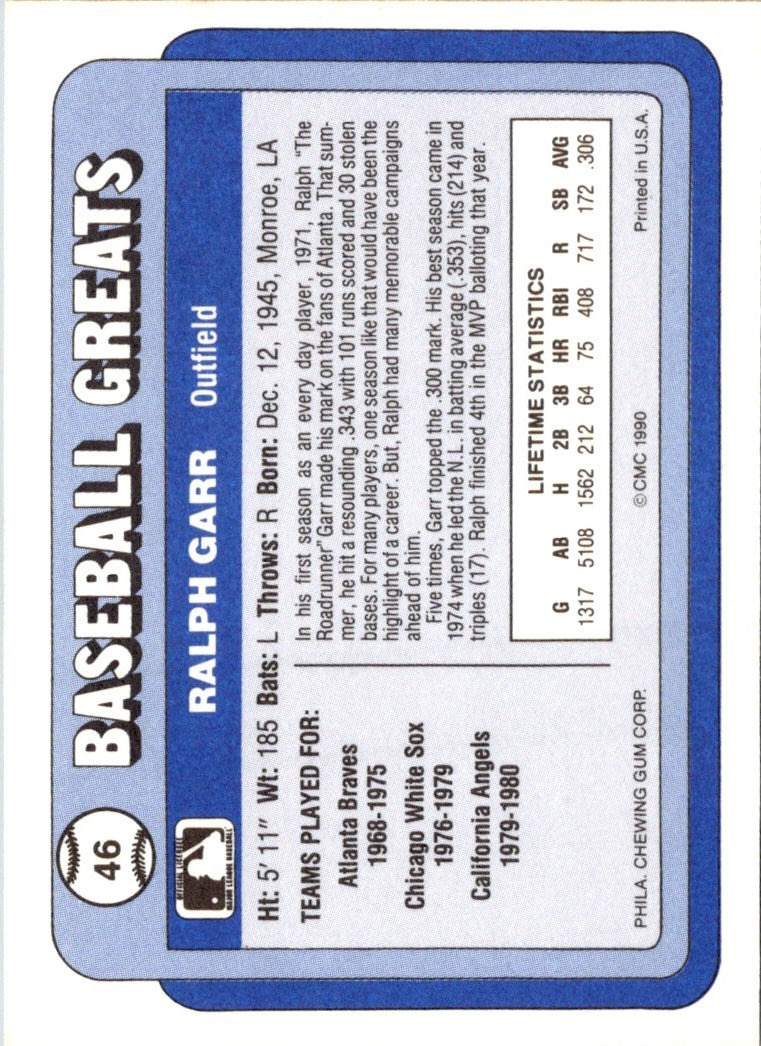 46
BASEBALL GREATS
OFFICIAL LICENSEE
MAJOR LEAGUE BASEBALL
RALPH GARR Outfield
Ht: 5'11" Wt: 185 Bats: L Throws: R Born: Dec. 12, 1945, Monroe, LA
TEAMS PLAYED FOR:
Atlanta Braves
1968-1975
Chicago White Sox
1976-1979
California Angels
1979-1980
In his first season as an every day player, 1971, Ralph "The
Roadrunner" Garr made his mark on the fans of Atlanta. That sum-
mer, he hit a resounding .343 with 101 runs scored and 30 stolen
bases. For many players, one season like that would have been the
highlight of a career. But, Ralph had many memorable campaigns
ahead of him.
Five times, Garr topped the .300 mark. His best season came in
1974 when he led the N.L. in batting average (.353), hits (214) and
triples (17). Ralph finished 4th in the MVP balloting that year.
LIFETIME STATISTICS
G AB H 2B 3B HR RBI R SB AVG
1317 5108 1562 212 64 75 408 717 172 .306
PHILA. CHEWING GUM CORP. © CMC 1990 Printed in U.S.A.